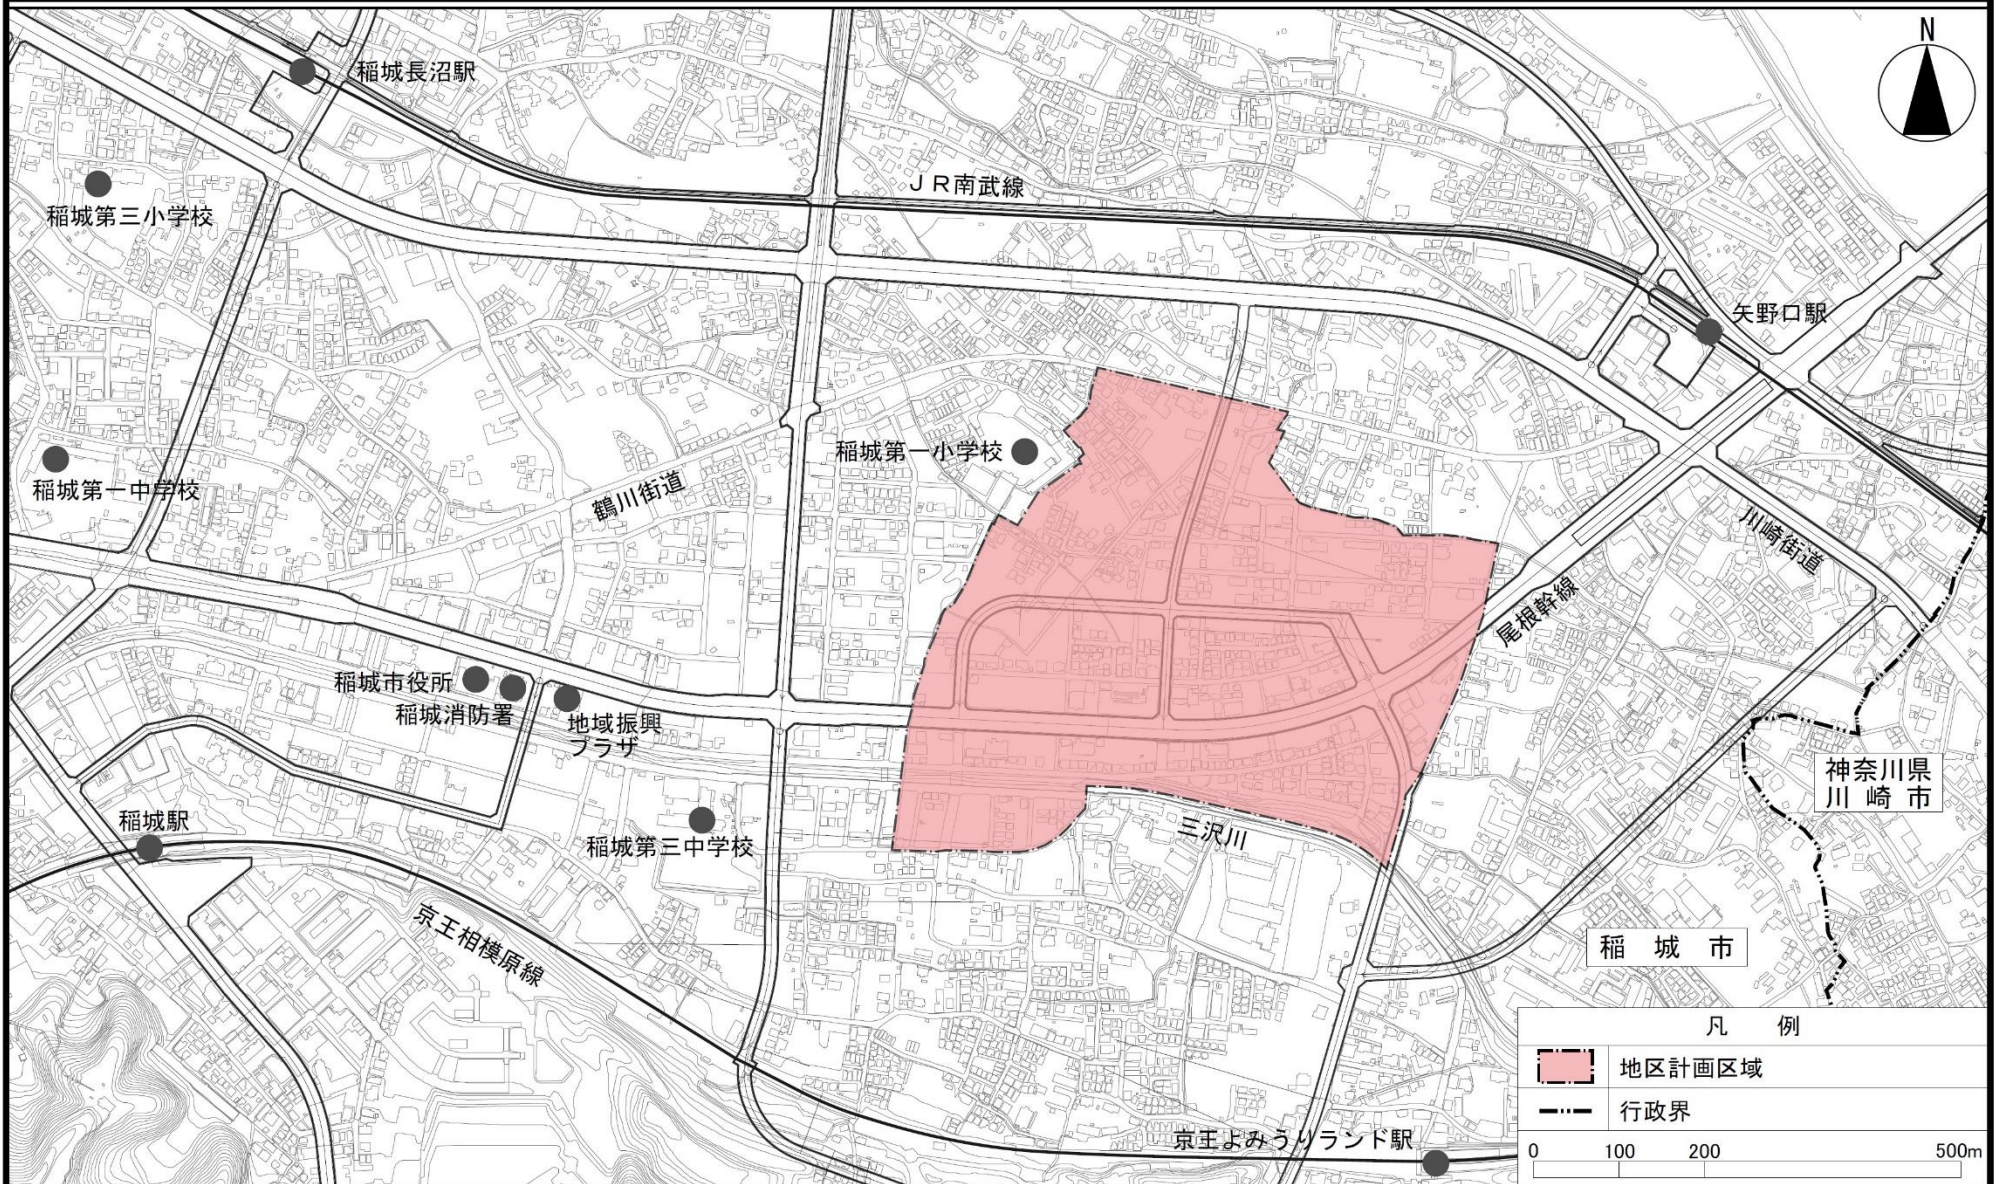 N
稲城長沼駅
JR南武線
稲城第三小学校
矢野口駅
稲城第一小学校
稲城第一中学校
鶴川街道
川崎街道
尾根幹線
稲城市役所
稲城消防署
地域振興
プラザ
神奈川県
川崎市
稲城駅
稲城第三中学校
三沢川
京王相模原線
稲城市
凡例
地区計画区域
行政界
京王よみうりランド駅
0 100 200 500m